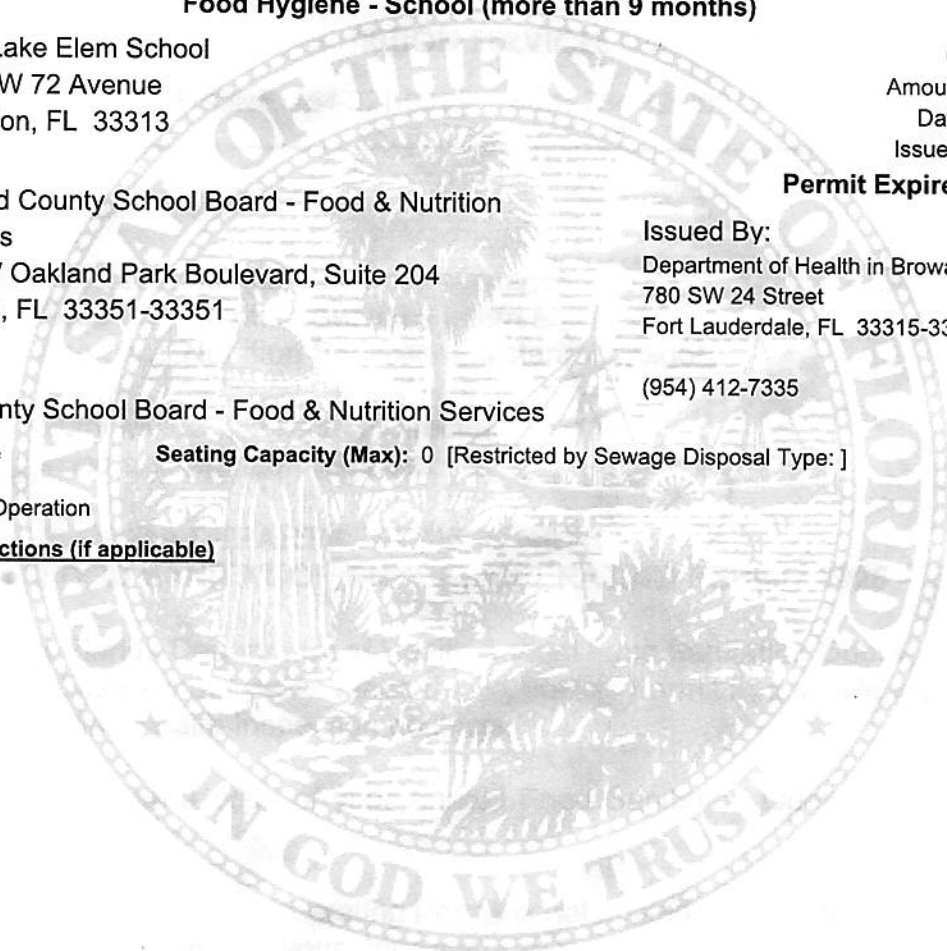 Food Hygiene - School (more than 9 months)
Lake Elem School
W 72 Avenue
on, FL 33313
Amou
Da
Issue
Permit Expire
d County School Board - Food & Nutrition
s
Oakland Park Boulevard, Suite 204
, FL 33351-33351
Issued By:
Department of Health in Browa
780 SW 24 Street
Fort Lauderdale, FL 33315-33
(954) 412-7335
nty School Board - Food & Nutrition Services
Seating Capacity (Max): 0 [Restricted by Sewage Disposal Type: ]
Operation
ctions (if applicable)
GREAT SEAL OF THE STATE OF FLORIDA
IN GOD WE TRUST